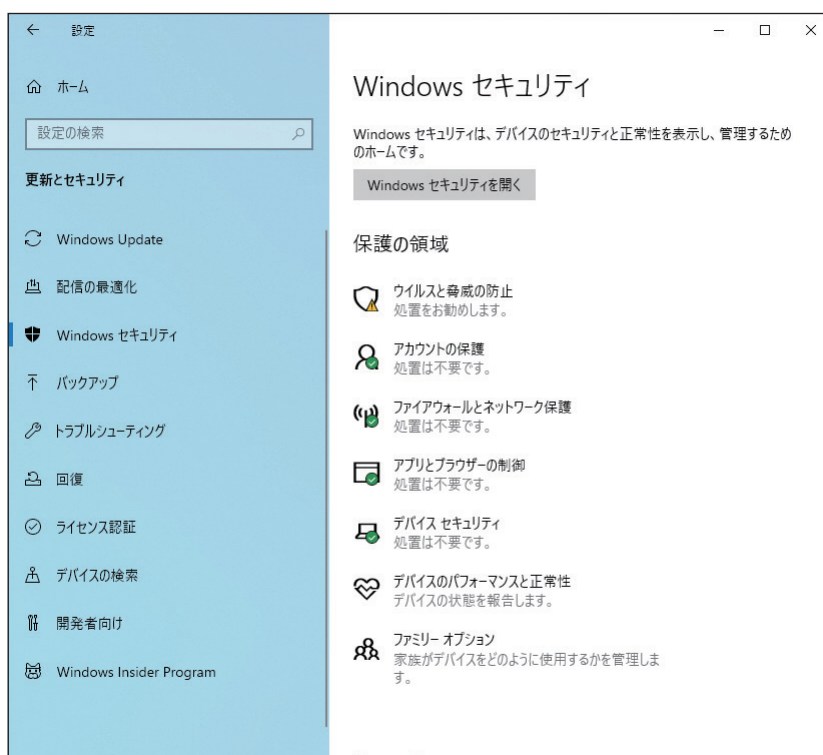 設定
ホーム
設定の検索
更新とセキュリティ
Windows Update
配信の最適化
Windows セキュリティ
バックアップ
トラブルシューティング
回復
ライセンス認証
デバイスの検索
開発者向け
Windows Insider Program
Windows セキュリティ
Windows セキュリティは、デバイスのセキュリティと正常性を表示し、管理するため
のホームです。
Windows セキュリティを開く
保護の領域
ウイルスと脅威の防止
処置をお勧めします。
アカウントの保護
処置は不要です。
ファイアウォールとネットワーク保護
処置は不要です。
アプリとブラウザーの制御
処置は不要です。
デバイス セキュリティ
処置は不要です。
デバイスのパフォーマンスと正常性
デバイスの状態を報告します。
ファミリー オプション
家族がデバイスをどのように使用するかを管理しま
す。